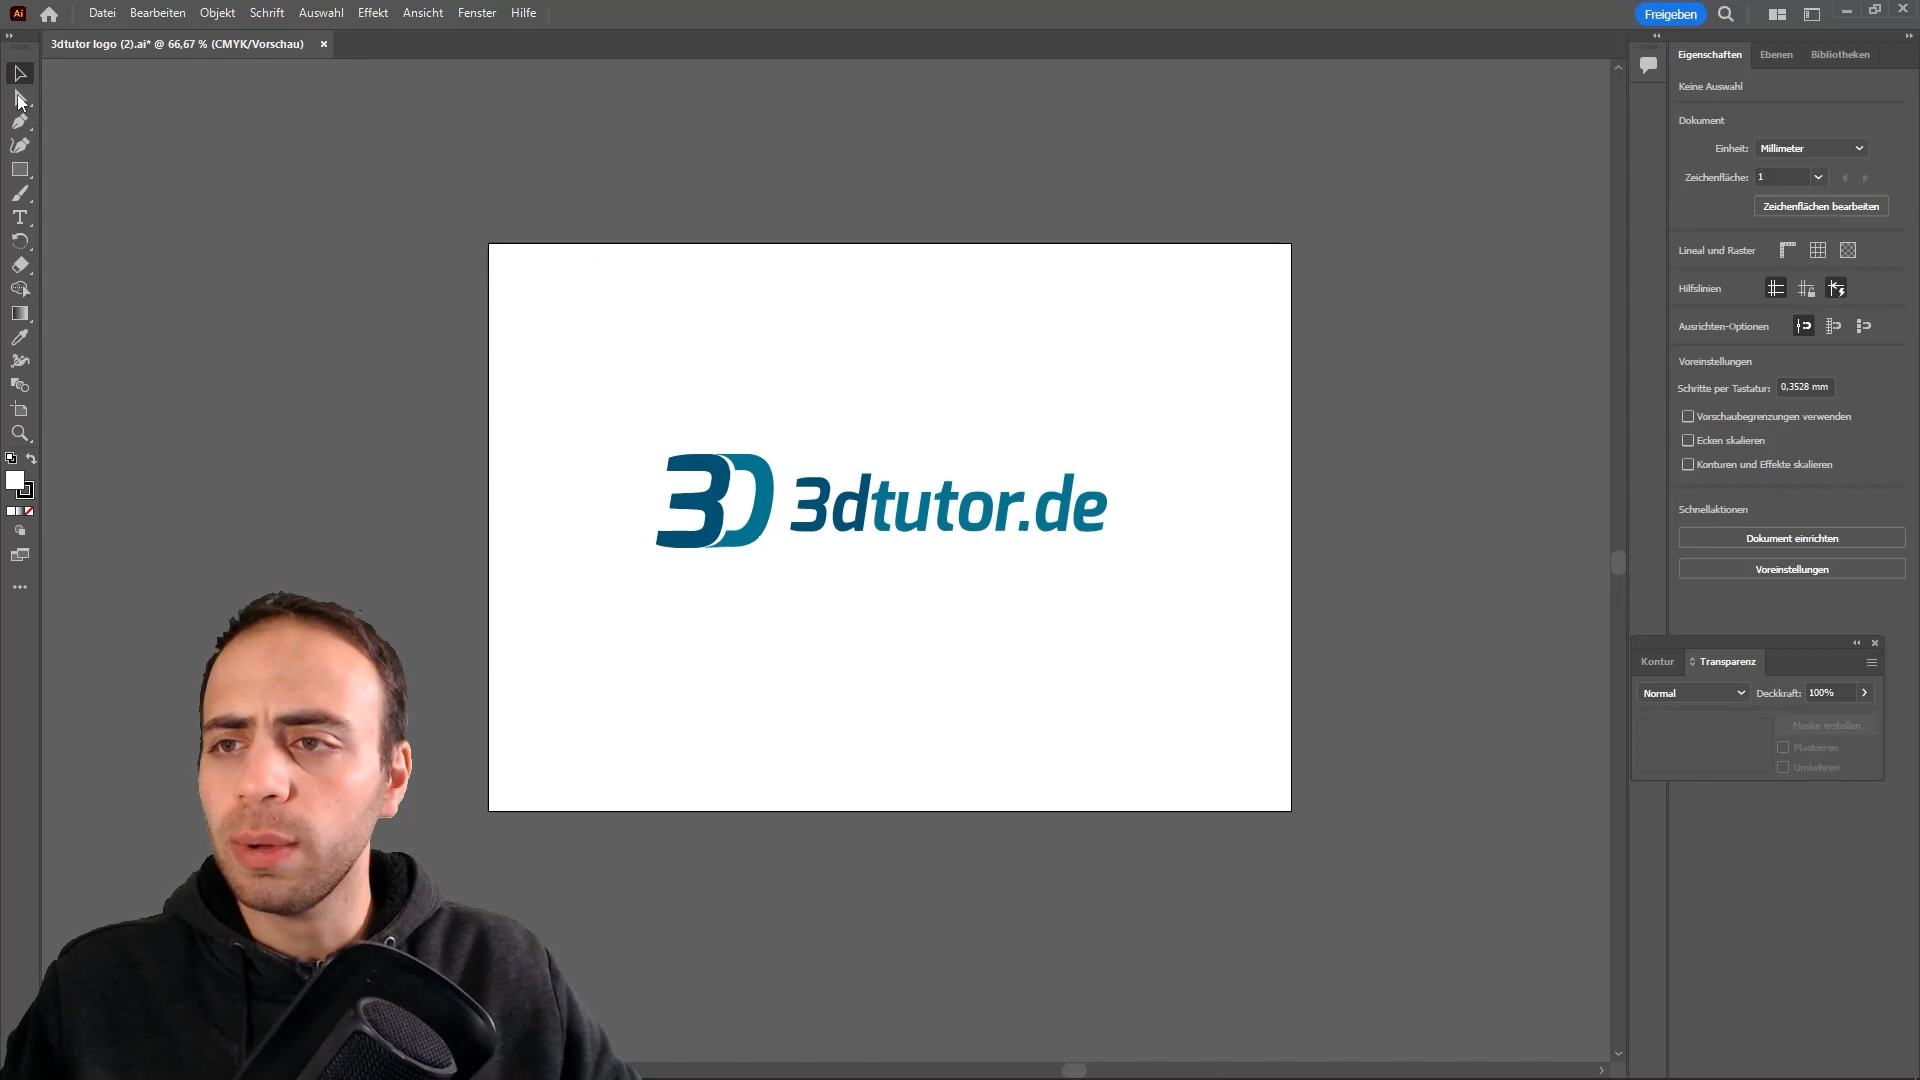 Ai Datei Bearbeiten Objekt Schrift Auswahl Effekt Ansicht Fenster Hilfe Freigeben
3dtutor logo (2).ai* @ 66,67 % (CMYK/Vorschau) ×
Eigenschaften Ebenen Bibliotheken
Keine Auswahl
Dokument
Einheit: Millimeter
Zeichenfläche: 1
Zeichenflächen bearbeiten
Lineal und Raster
Hilfslinien
Ausrichten-Optionen
Voreinstellungen
Schritte per Tastatur: 0,3528 mm
Vorschaubegrenzungen verwenden
Ecken skalieren
Konturen und Effekte skalieren
Schnellaktionen
Dokument einrichten
Voreinstellungen
3D 3dtutor.de
Kontur Transparenz
Normal Deckkraft: 100%
Maske erstellen
Maskieren
Umkehren